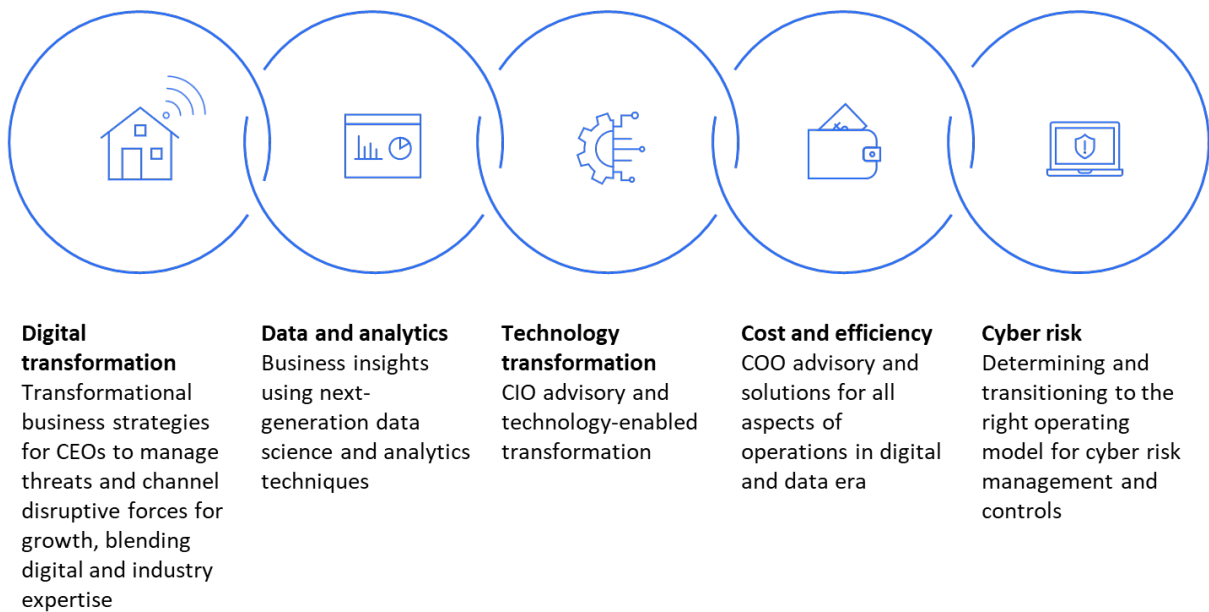 Digital
transformation
Transformational
business strategies
for CEOs to manage
threats and channel
disruptive forces for
growth, blending
digital and industry
expertise
Data and analytics
Business insights
using next-
generation data
science and analytics
techniques
Technology
transformation
CIO advisory and
technology-enabled
transformation
Cost and efficiency
COO advisory and
solutions for all
aspects of
operations in digital
and data era
Cyber risk
Determining and
transitioning to the
right operating
model for cyber risk
management and
controls